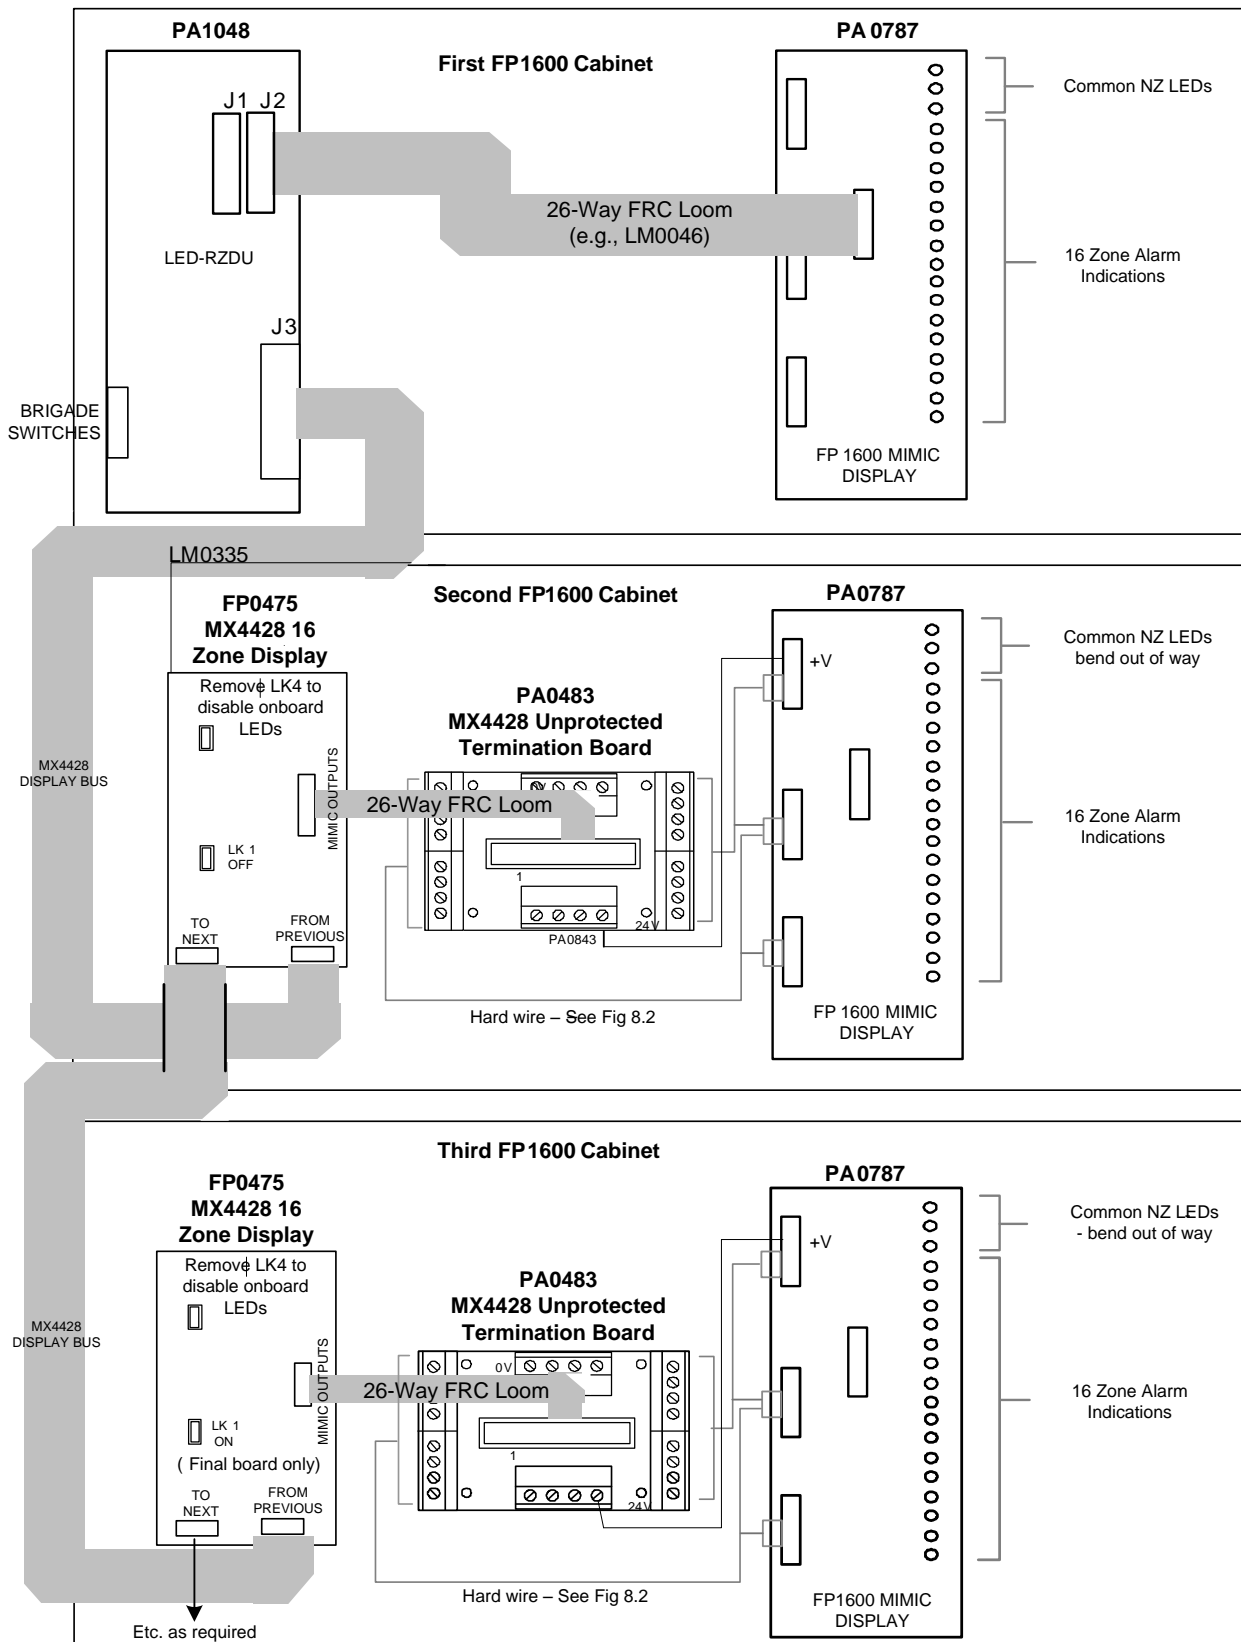 PA1048
PA 0787
First FP1600 Cabinet
Common NZ LEDs
J1 J2
26-Way FRC Loom
(e.g., LM0046)
LED-RZDU
16 Zone Alarm
Indications
J3
BRIGADE
SWITCHES
FP 1600 MIMIC
DISPLAY
LM0335
Second FP1600 Cabinet
PA0787
FP0475
MX4428 16
Zone Display
Common NZ LEDs
bend out of way
+V
Remove LK4 to
disable onboard
LEDs
PA0483
MX4428 Unprotected
Termination Board
MX4428
DISPLAY BUS
MIMIC OUTPUTS
26-Way FRC Loom
0V
16 Zone Alarm
Indications
LK 1
OFF
1
TO
NEXT
FROM
PREVIOUS
24V
PA0843
Hard wire – See Fig 8.2
FP 1600 MIMIC
DISPLAY
Third FP1600 Cabinet
PA0787
FP0475
MX4428 16
Zone Display
Common NZ LEDs
- bend out of way
+V
Remove LK4 to
disable onboard
LEDs
PA0483
MX4428 Unprotected
Termination Board
MX4428
DISPLAY BUS
MIMIC OUTPUTS
0V
26-Way FRC Loom
16 Zone Alarm
Indications
LK 1
ON
( Final board only)
1
TO
NEXT
FROM
PREVIOUS
24V
Hard wire – See Fig 8.2
FP1600 MIMIC
DISPLAY
Etc. as required